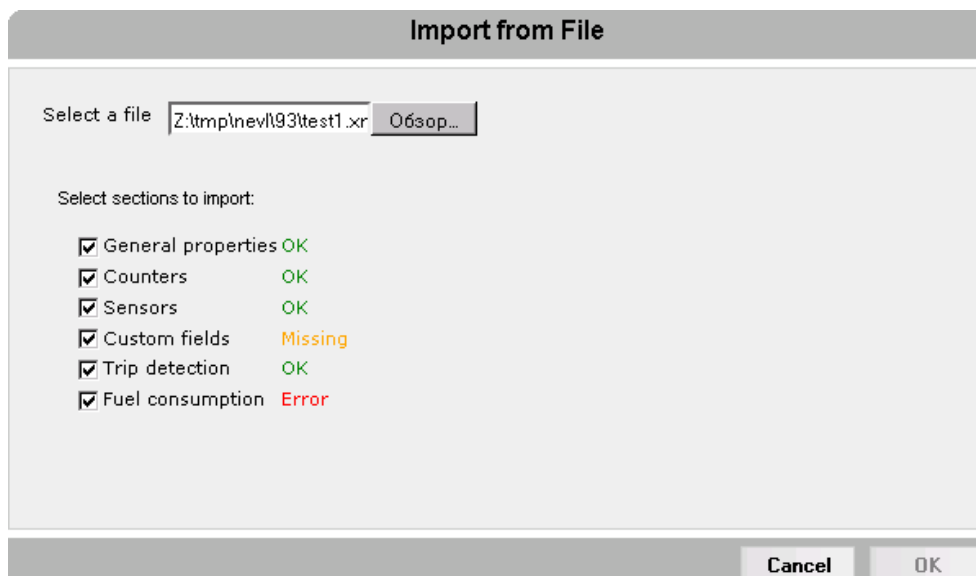 Import from File
Select a file Z:\tmp\nevl\93\test1.xr Обзор...
Select sections to import:
General properties OK
Counters OK
Sensors OK
Custom fields Missing
Trip detection OK
Fuel consumption Error
Cancel OK